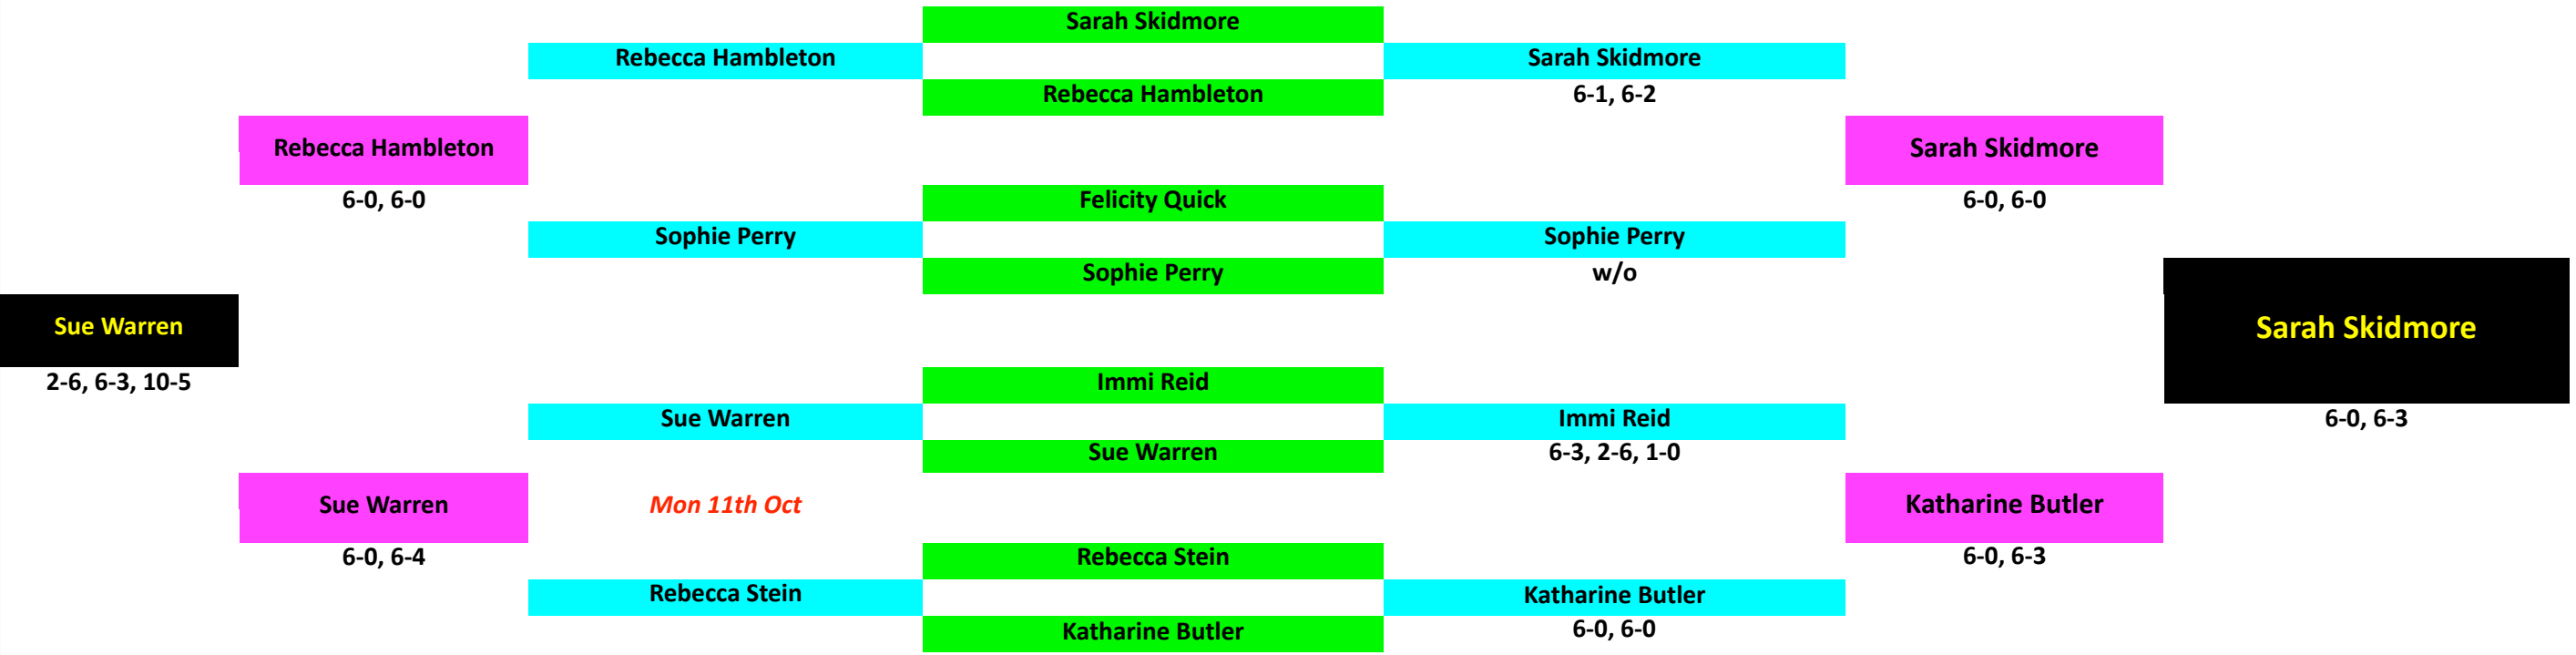 Sarah Skidmore
Rebecca Hambleton Sarah Skidmore
Rebecca Hambleton 6-1, 6-2
Rebecca Hambleton Sarah Skidmore
6-0, 6-0 Felicity Quick 6-0, 6-0
Sophie Perry Sophie Perry
Sophie Perry w/o
Sue Warren Sarah Skidmore
2-6, 6-3, 10-5 Immi Reid
Sue Warren Immi Reid 6-0, 6-3
Sue Warren 6-3, 2-6, 1-0
Sue Warren Mon 11th Oct Katharine Butler
6-0, 6-4 Rebecca Stein 6-0, 6-3
Rebecca Stein Katharine Butler
Katharine Butler 6-0, 6-0